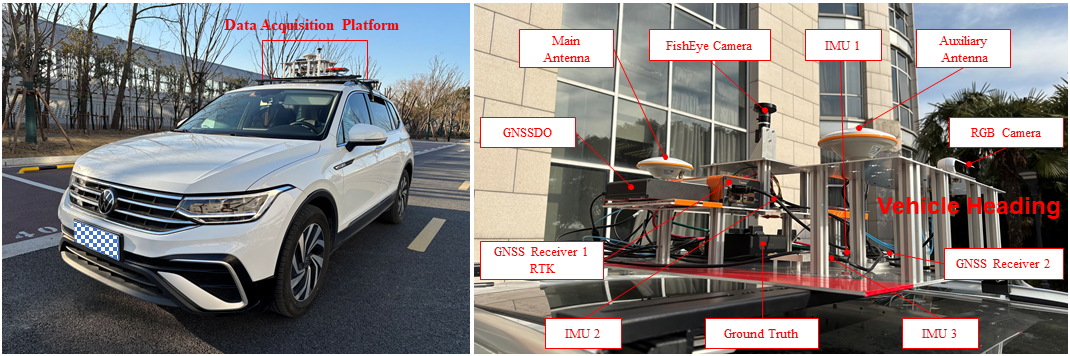 Data Acquisition Platform
Main
Antenna
FishEye Camera
IMU 1
Auxiliary
Antenna
GNSSDO
RGB Camera
Vehicle Heading
GNSS Receiver 1
RTK
GNSS Receiver 2
IMU 2
Ground Truth
IMU 3